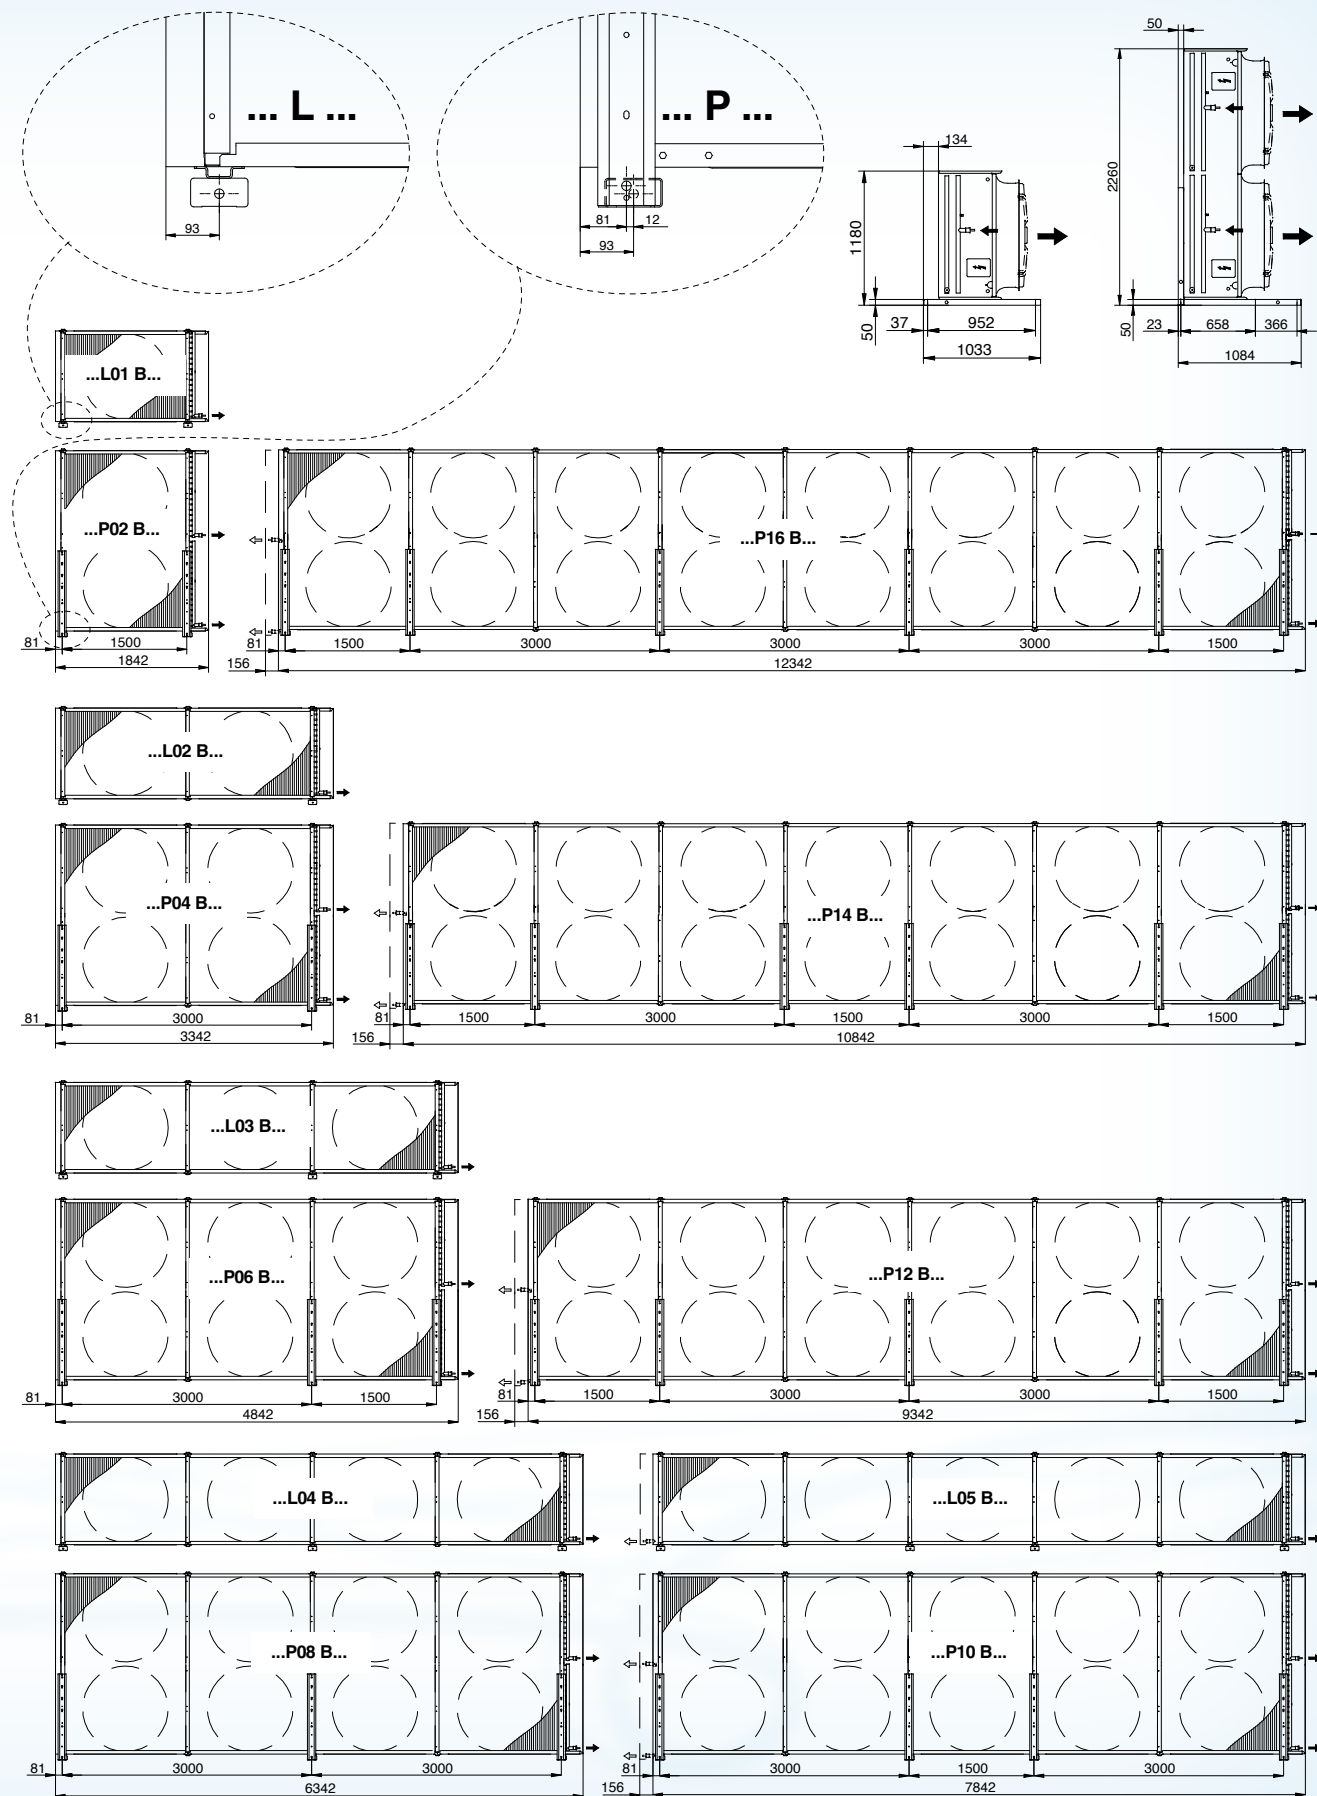 ... L ...
93
... P ...
81 12
93
134
1180
50
37 952
1033
50
2260
50
23 658 366
1084
...L01 B...
...P02 B...
81 1500
1842
...P16 B...
81 1500 3000 3000 3000 1500
156 12342
...L02 B...
...P04 B...
81 3000
3342
...P14 B...
81 1500 3000 1500 3000 1500
156 10842
...L03 B...
...P06 B...
81 3000 1500
4842
...P12 B...
81 1500 3000 3000 1500
156 9342
...L04 B...
...L05 B...
...P08 B...
81 3000 3000
6342
...P10 B...
81 3000 1500 3000
156 7842